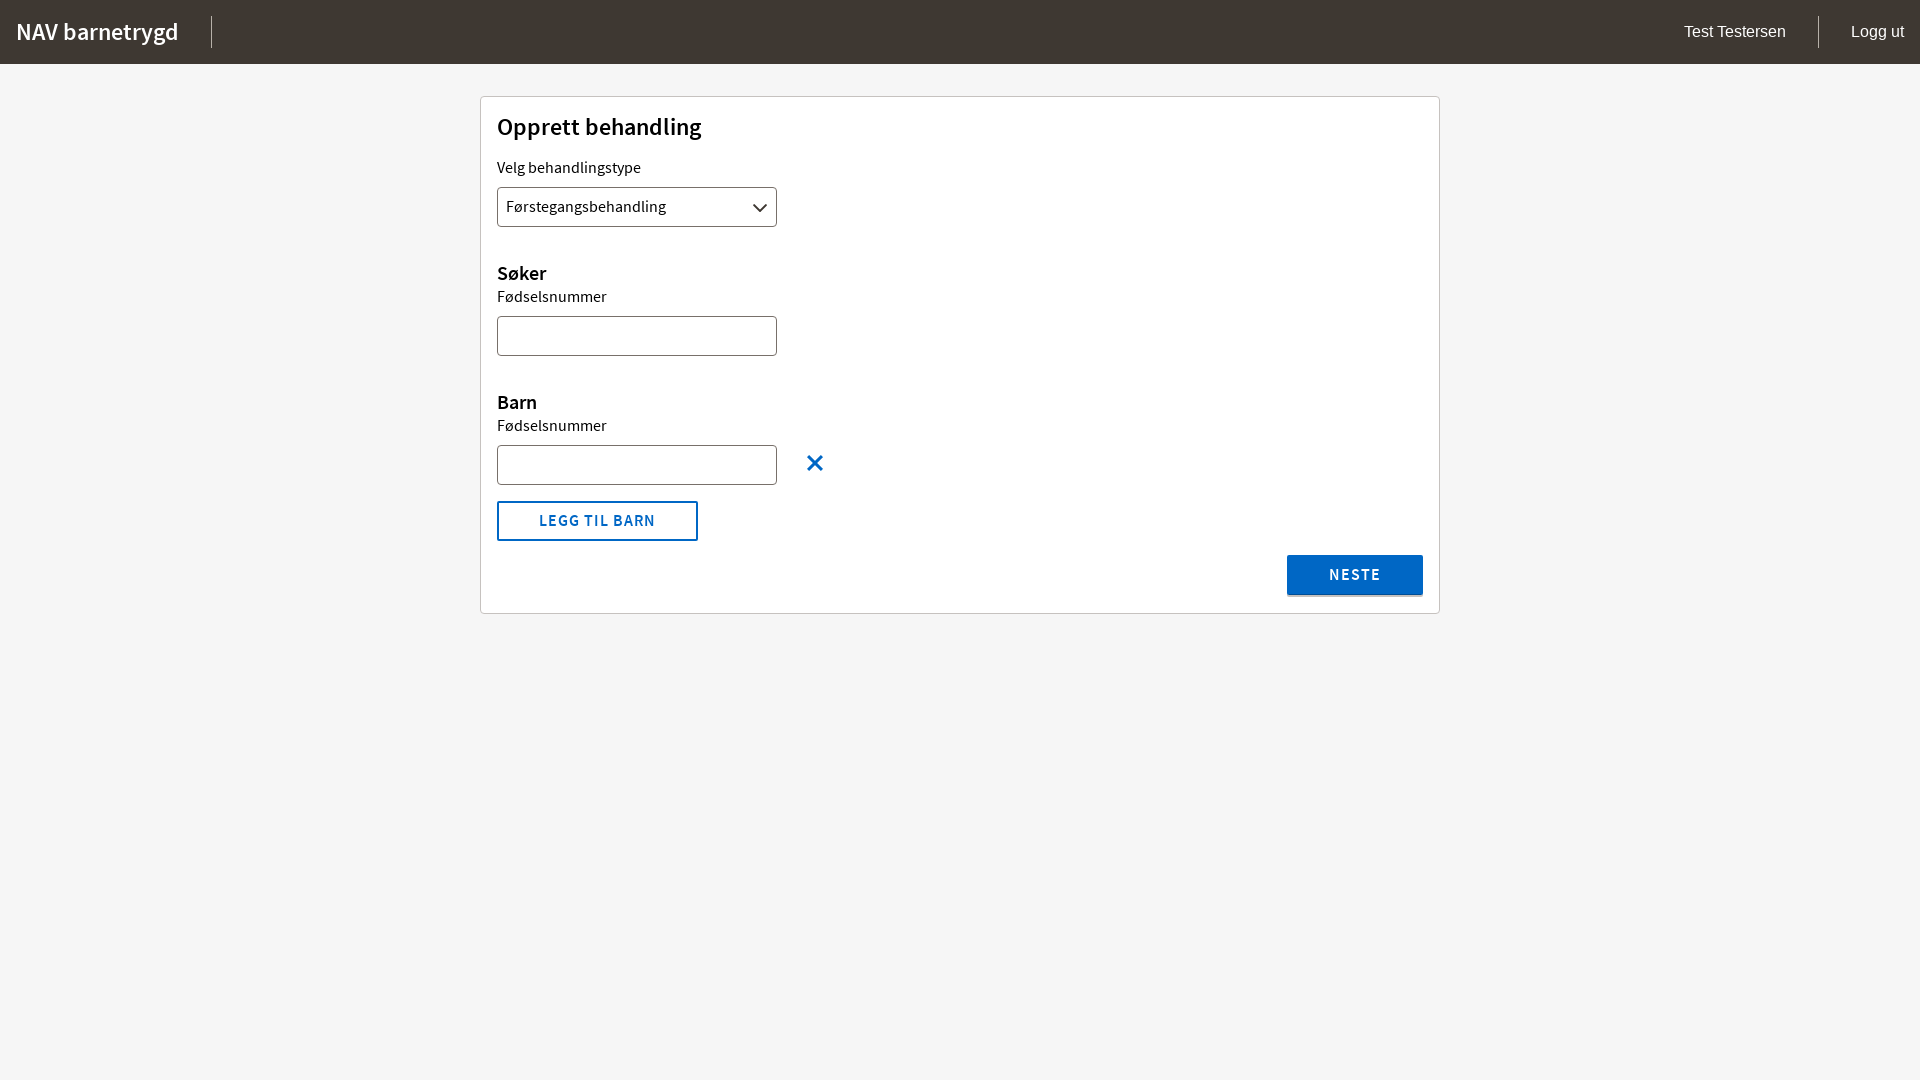 NAV barnetrygd
Test Testersen
Logg ut
Opprett behandling
Velg behandlingstype
Førstegangsbehandling
Søker
Fødselsnummer
Barn
Fødselsnummer
LEGG TIL BARN
NESTE